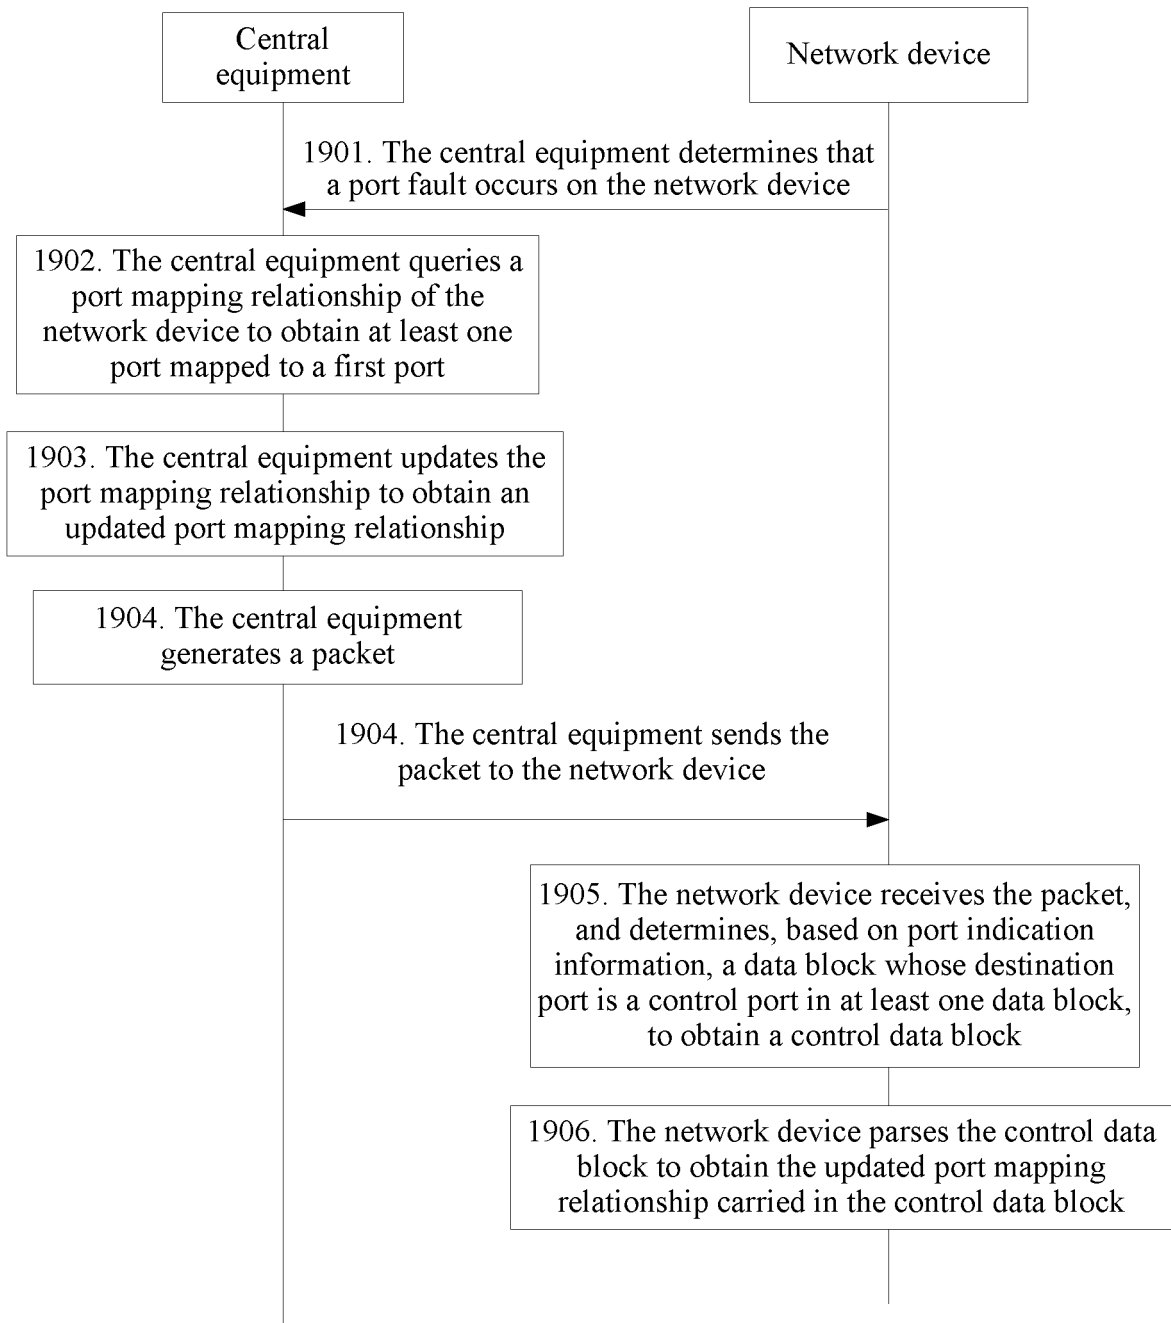 Central
equipment
Network device
1901. The central equipment determines that
a port fault occurs on the network device
1902. The central equipment queries a
port mapping relationship of the
network device to obtain at least one
port mapped to a first port
1903. The central equipment updates the
port mapping relationship to obtain an
updated port mapping relationship
1904. The central equipment
generates a packet
1904. The central equipment sends the
packet to the network device
1905. The network device receives the packet,
and determines, based on port indication
information, a data block whose destination
port is a control port in at least one data block,
to obtain a control data block
1906. The network device parses the control data
block to obtain the updated port mapping
relationship carried in the control data block